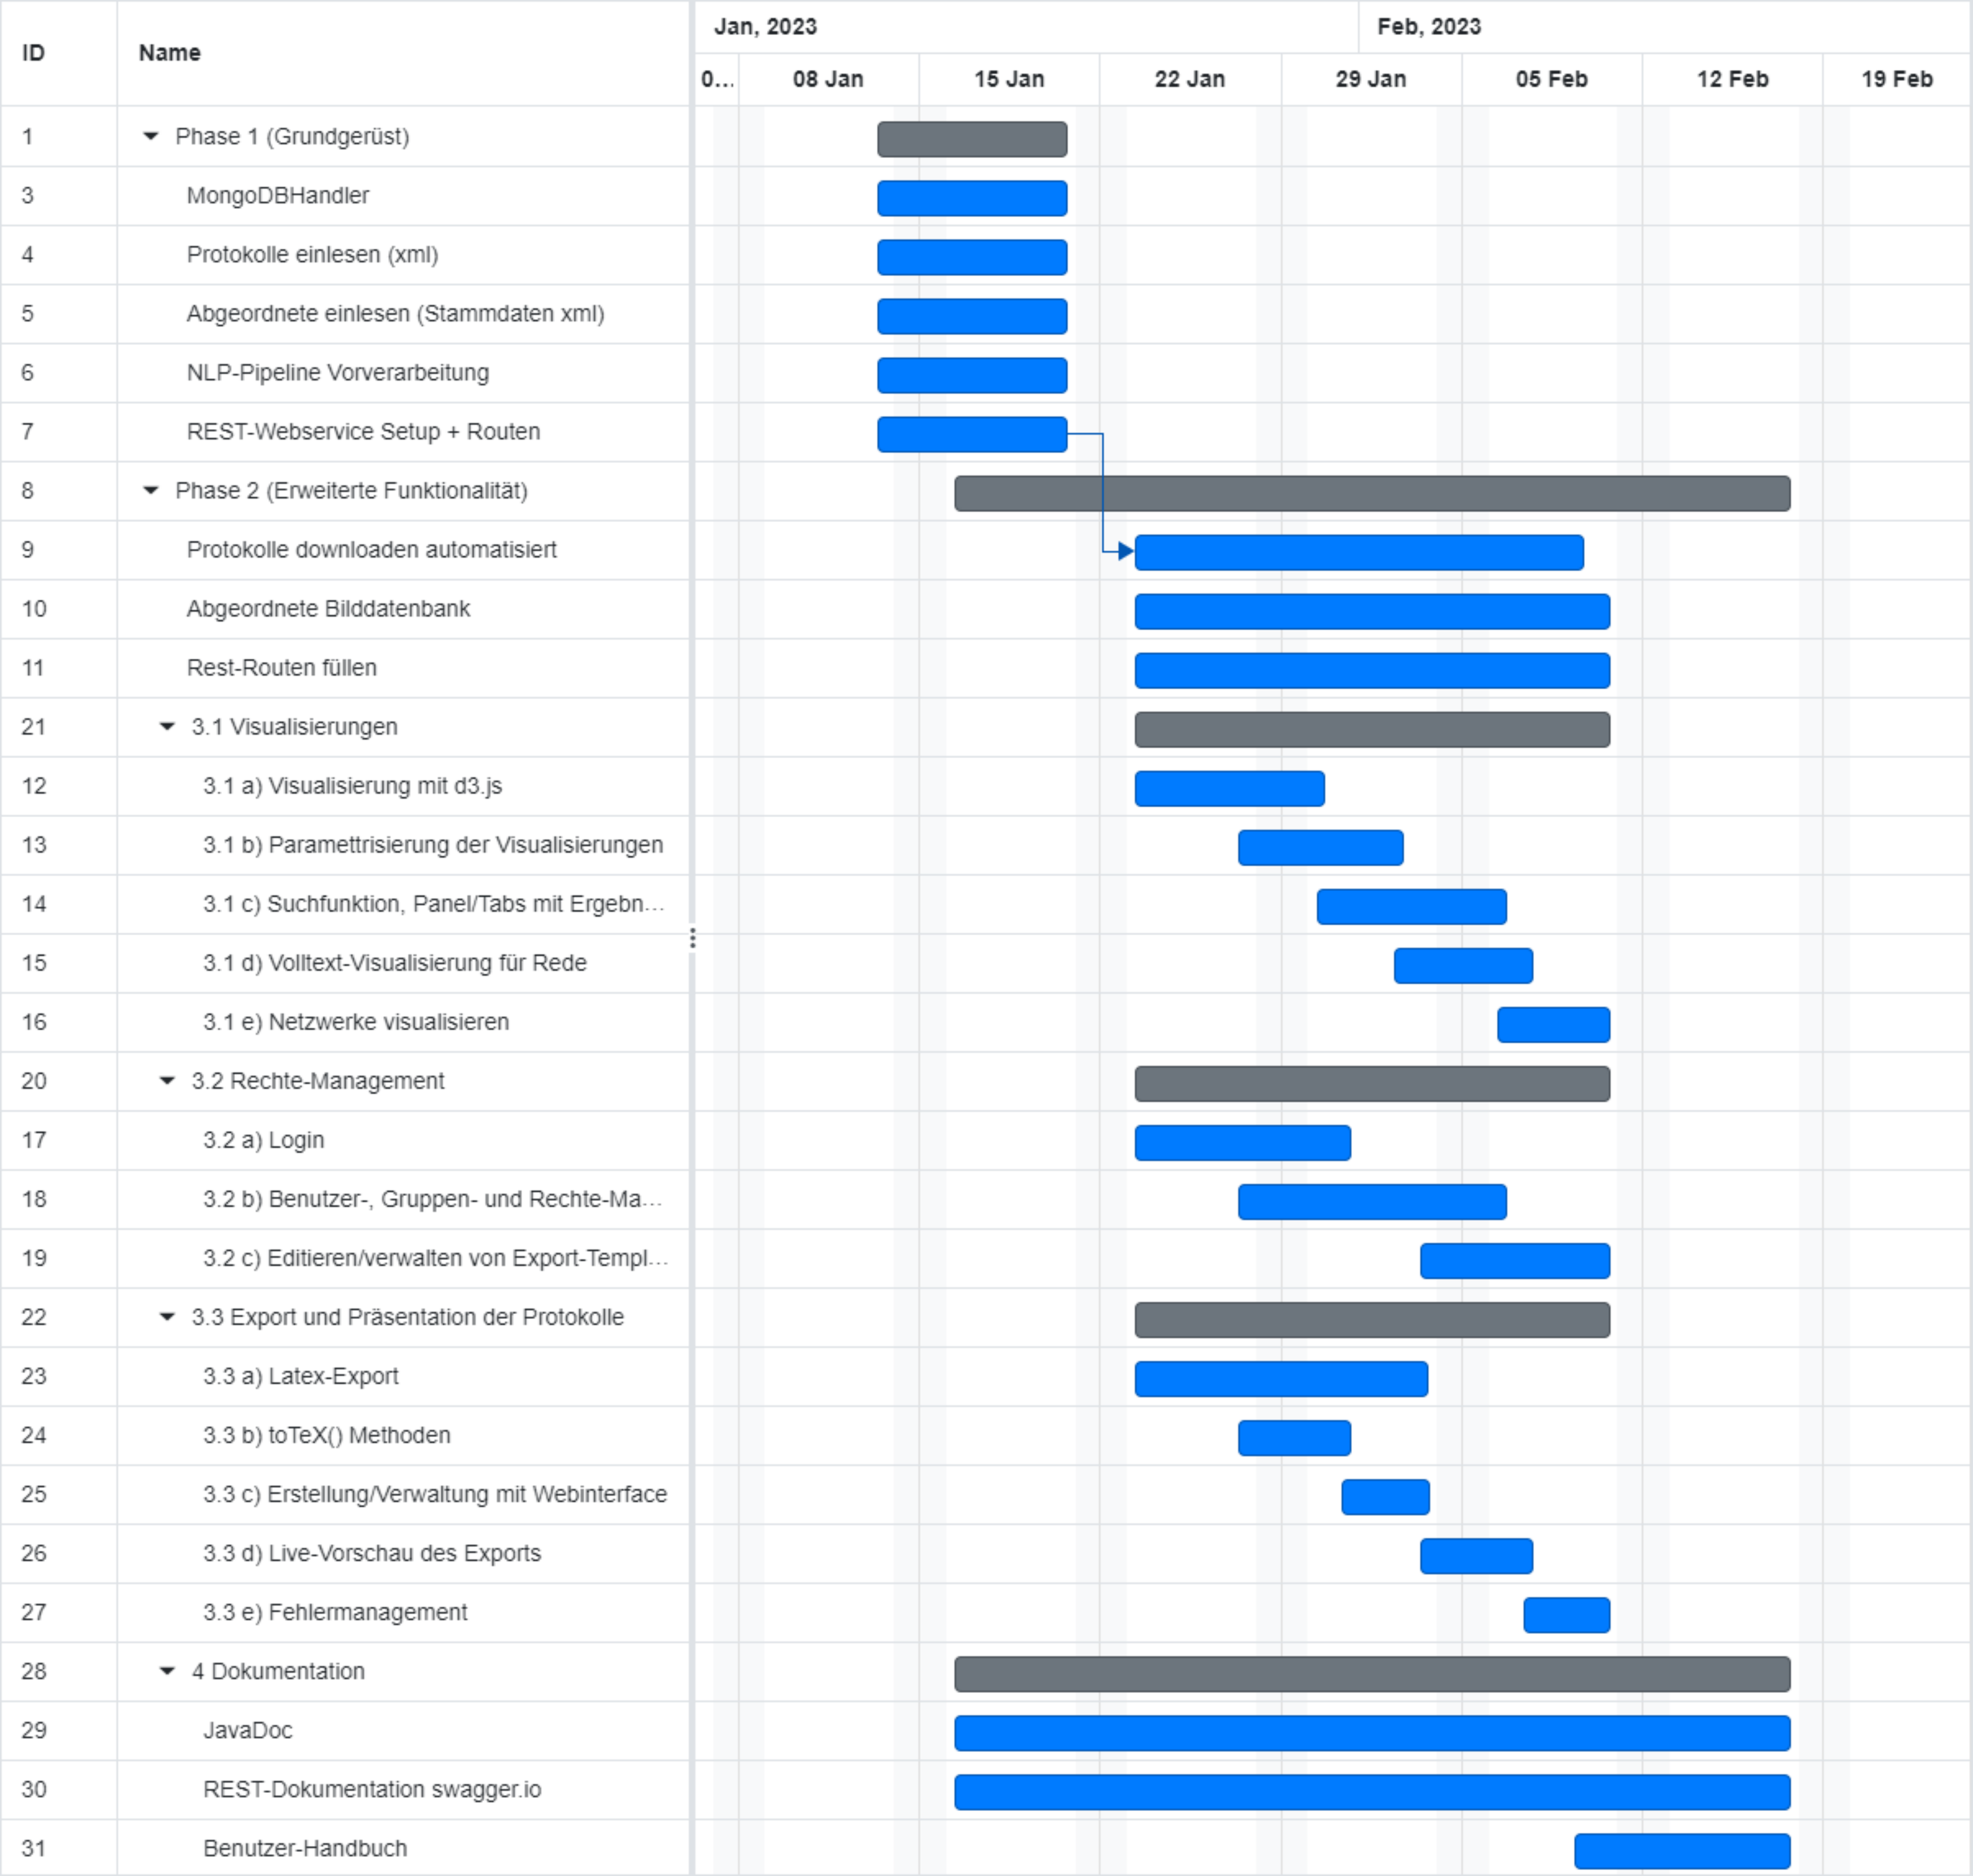 ID Name Jan, 2023 Feb, 2023
0... 08 Jan 15 Jan 22 Jan 29 Jan 05 Feb 12 Feb 19 Feb
1 Phase 1 (Grundgerüst)
3 MongoDBHandler
4 Protokolle einlesen (xml)
5 Abgeordnete einlesen (Stammdaten xml)
6 NLP-Pipeline Vorverarbeitung
7 REST-Webservice Setup + Routen
8 Phase 2 (Erweiterte Funktionalität)
9 Protokolle downloaden automatisiert
10 Abgeordnete Bilddatenbank
11 Rest-Routen füllen
21 3.1 Visualisierungen
12 3.1 a) Visualisierung mit d3.js
13 3.1 b) Paramettrisierung der Visualisierungen
14 3.1 c) Suchfunktion, Panel/Tabs mit Ergebn...
15 3.1 d) Volltext-Visualisierung für Rede
16 3.1 e) Netzwerke visualisieren
20 3.2 Rechte-Management
17 3.2 a) Login
18 3.2 b) Benutzer-, Gruppen- und Rechte-Ma...
19 3.2 c) Editieren/verwalten von Export-Templ...
22 3.3 Export und Präsentation der Protokolle
23 3.3 a) Latex-Export
24 3.3 b) toTeX() Methoden
25 3.3 c) Erstellung/Verwaltung mit Webinterface
26 3.3 d) Live-Vorschau des Exports
27 3.3 e) Fehlermanagement
28 4 Dokumentation
29 JavaDoc
30 REST-Dokumentation swagger.io
31 Benutzer-Handbuch